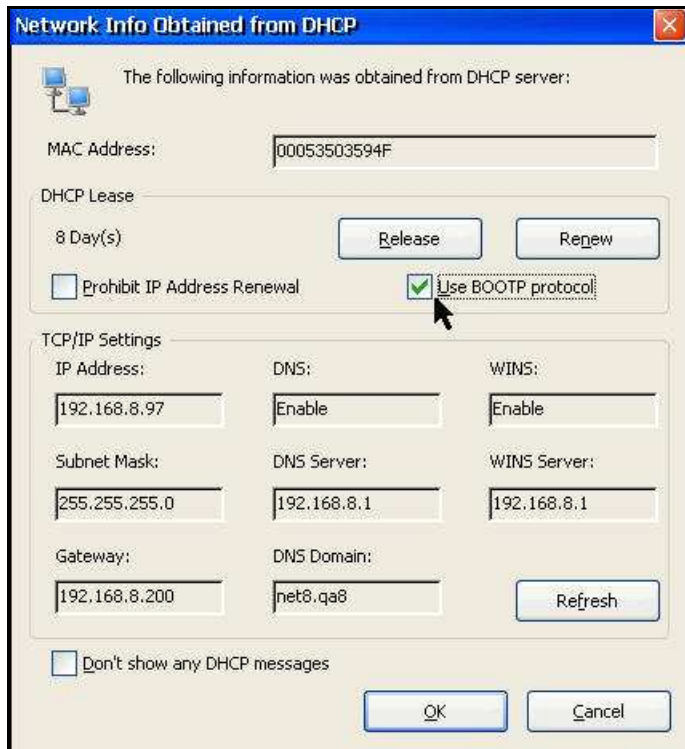 Network Info Obtained from DHCP
The following information was obtained from DHCP server:
MAC Address: 00053503594F
DHCP Lease
8 Day(s) Release Renew
Prohibit IP Address Renewal Use BOOTP protocol
TCP/IP Settings
IP Address: DNS: WINS:
192.168.8.97 Enable Enable
Subnet Mask: DNS Server: WINS Server:
255.255.255.0 192.168.8.1 192.168.8.1
Gateway: DNS Domain:
192.168.8.200 net8.qa8 Refresh
Don't show any DHCP messages
OK Cancel